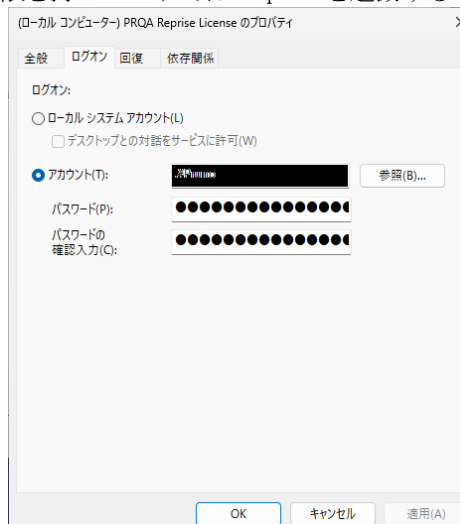 (ローカル コンピューター) PRQA Reprise License のプロパティ
全般 ログオン 回復 依存関係
ログオン:
ローカル システム アカウント(L)
デスクトップとの対話をサービスに許可(W)
アカウント(T):
参照(B)...
パスワード(P):
●●●●●●●●●●●●●●●
パスワードの
確認入力(C):
●●●●●●●●●●●●●●●
OK キャンセル 適用(A)